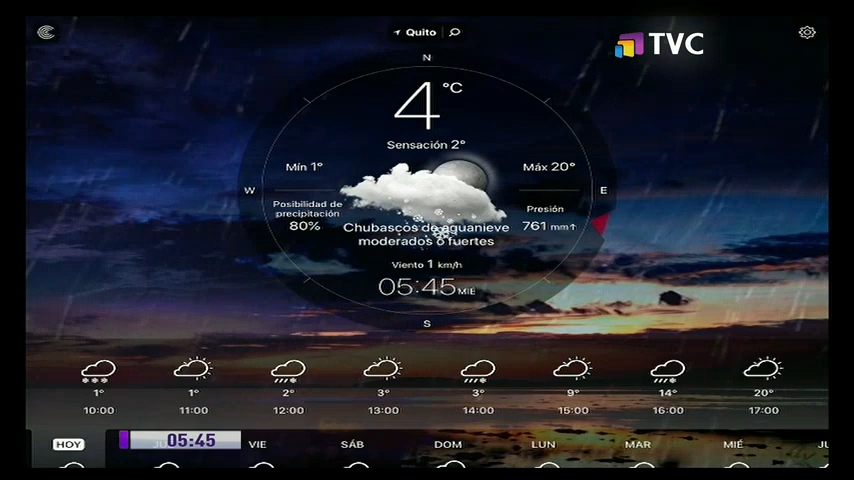 Quito
TVC
N
4 °C
Sensación 2°
Mín 1°
Máx 20°
W
E
Posibilidad de
precipitación
80%
Presión
761 mm↑
Chubascos de aguanieve
moderados o fuertes
Viento 1 km/h
05:45 MIÉ
S
1° 1° 2° 3° 3° 9° 14° 20°
10:00 11:00 12:00 13:00 14:00 15:00 16:00 17:00
HOY 05:45 VIE SÁB DOM LUN MAR MIÉ